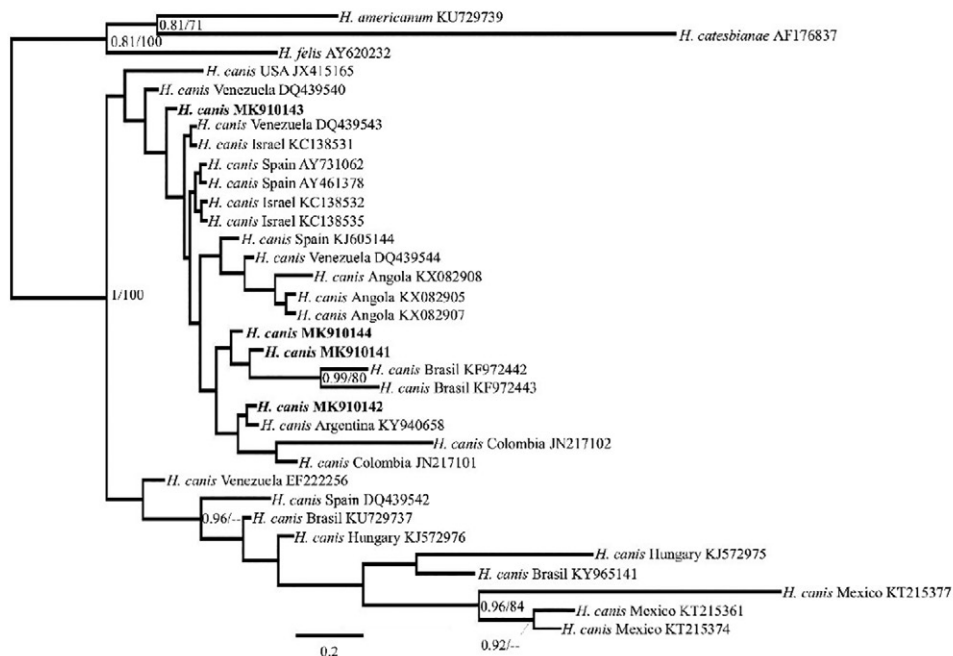 H. americanum KU729739
0.81/71
H. catesbianae AF176837
0.81/100
H. felis AY620232
H. canis USA JX415165
H. canis Venezuela DQ439540
H. canis MK910143
H. canis Venezuela DQ439543
H. canis Israel KC138531
H. canis Spain AY731062
H. canis Spain AY461378
H. canis Israel KC138532
H. canis Israel KC138535
H. canis Spain KJ605144
H. canis Venezuela DQ439544
H. canis Angola KX082908
1/100
H. canis Angola KX082905
H. canis Angola KX082907
H. canis MK910144
H. canis MK910141
H. canis Brasil KF972442
0.99/80
H. canis Brasil KF972443
H. canis MK910142
H. canis Argentina KY940658
H. canis Colombia JN217102
H. canis Colombia JN217101
H. canis Venezuela EF222256
H. canis Spain DQ439542
0.96/--
H. canis Brasil KU729737
H. canis Hungary KJ572976
H. canis Hungary KJ572975
H. canis Brasil KY965141
H. canis Mexico KT215377
0.96/84
H. canis Mexico KT215361
H. canis Mexico KT215374
0.92/--
0.2